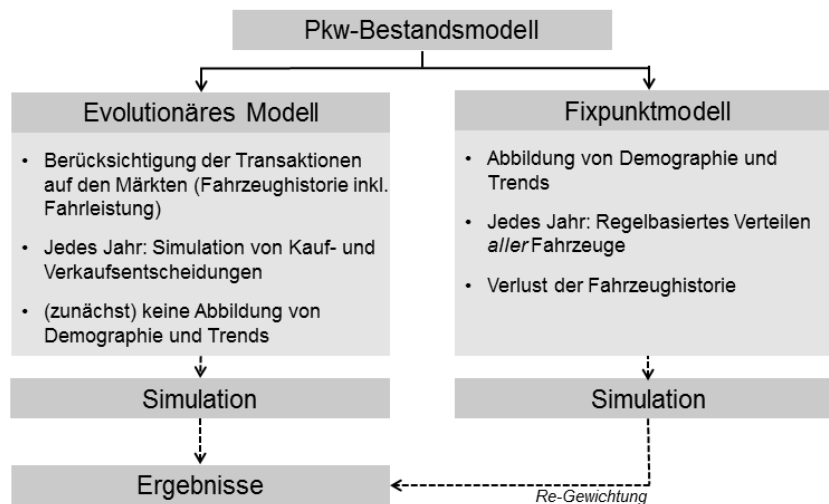 Pkw-Bestandsmodell
Evolutionäres Modell
• Berücksichtigung der Transaktionen
auf den Märkten (Fahrzeughistorie inkl.
Fahrleistung)
• Jedes Jahr: Simulation von Kauf- und
Verkaufsentscheidungen
• (zunächst) keine Abbildung von
Demographie und Trends
Simulation
Ergebnisse
Fixpunktmodell
• Abbildung von Demographie und
Trends
• Jedes Jahr: Regelbasiertes Verteilen
aller Fahrzeuge
• Verlust der Fahrzeughistorie
Simulation
Re-Gewichtung